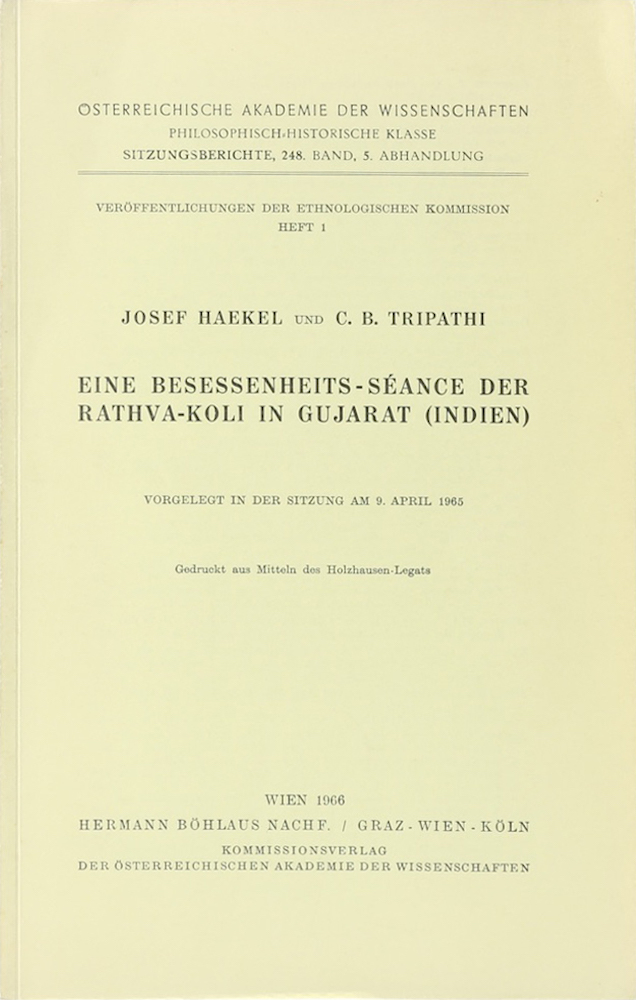 ÖSTERREICHISCHE AKADEMIE DER WISSENSCHAFTEN
PHILOSOPHISCH-HISTORISCHE KLASSE
SITZUNGSBERICHTE, 248. BAND, 5. ABHANDLUNG
VERÖFFENTLICHUNGEN DER ETHNOLOGISCHEN KOMMISSION
HEFT 1
JOSEF HAEKEL UND C. B. TRIPATHI
EINE BESESSENHEITS-SÉANCE DER
RATHVA-KOLI IN GUJARAT (INDIEN)
VORGELEGT IN DER SITZUNG AM 9. APRIL 1965
Gedruckt aus Mitteln des Holzhausen-Legats
WIEN 1966
HERMANN BÖHLAUS NACHF. / GRAZ - WIEN - KÖLN
KOMMISSIONSVERLAG
DER ÖSTERREICHISCHEN AKADEMIE DER WISSENSCHAFTEN